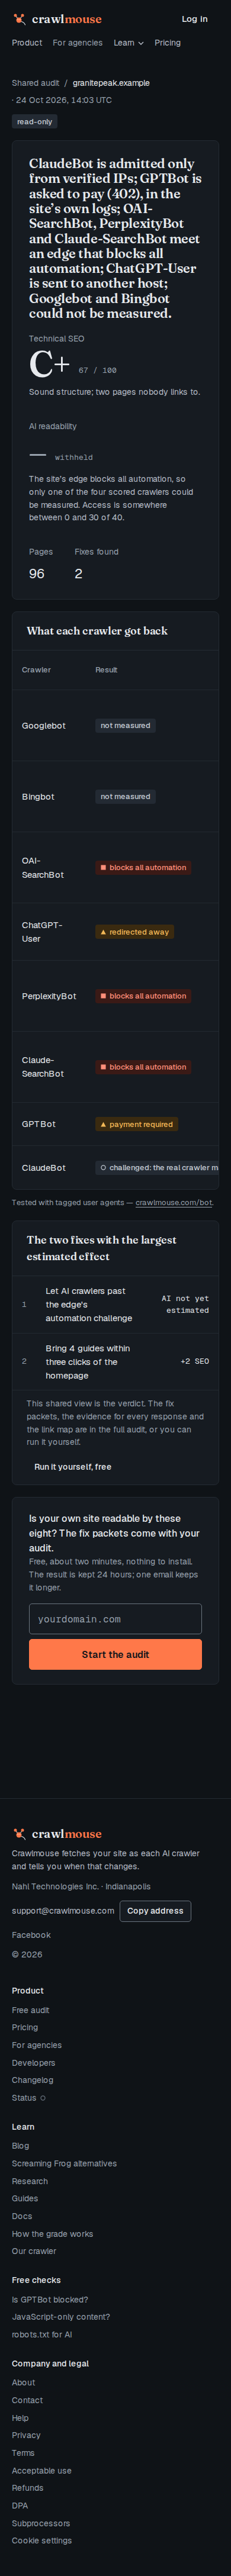 crawlmouse
Log in
Product For agencies Learn Pricing
Shared audit / granitepeak.example
· 24 Oct 2026, 14:03 UTC
read-only
ClaudeBot is admitted only
from verified IPs; GPTBot is
asked to pay (402), in the
site's own logs; OAI-
SearchBot, PerplexityBot
and Claude-SearchBot meet
an edge that blocks all
automation; ChatGPT-User
is sent to another host;
Googlebot and Bingbot
could not be measured.
Technical SEO
C+ 67 / 100
Sound structure; two pages nobody links to.
AI readability
— withheld
The site's edge blocks all automation, so
only one of the four scored crawlers could
be measured. Access is somewhere
between 0 and 30 of 40.
Pages Fixes found
96 2
What each crawler got back
Crawler Result
Googlebot not measured
Bingbot not measured
OAI-
SearchBot
blocks all automation
ChatGPT-
User
redirected away
PerplexityBot blocks all automation
Claude-
SearchBot
blocks all automation
GPTBot payment required
ClaudeBot challenged: the real crawler m
Tested with tagged user agents — crawlmouse.com/bot.
The two fixes with the largest
estimated effect
1 Let AI crawlers past
the edge's
automation challenge
AI not yet
estimated
2 Bring 4 guides within
three clicks of the
homepage
+2 SEO
This shared view is the verdict. The fix
packets, the evidence for every response and
the link map are in the full audit, or you can
run it yourself.
Run it yourself, free
Is your own site readable by these
eight? The fix packets come with your
audit.
Free, about two minutes, nothing to install.
The result is kept 24 hours; one email keeps
it longer.
yourdomain.com
Start the audit
crawlmouse
Crawlmouse fetches your site as each AI crawler
and tells you when that changes.
Nahl Technologies Inc. · Indianapolis
support@crawlmouse.com Copy address
Facebook
© 2026
Product
Free audit
Pricing
For agencies
Developers
Changelog
Status
Learn
Blog
Screaming Frog alternatives
Research
Guides
Docs
How the grade works
Our crawler
Free checks
Is GPTBot blocked?
JavaScript-only content?
robots.txt for AI
Company and legal
About
Contact
Help
Privacy
Terms
Acceptable use
Refunds
DPA
Subprocessors
Cookie settings